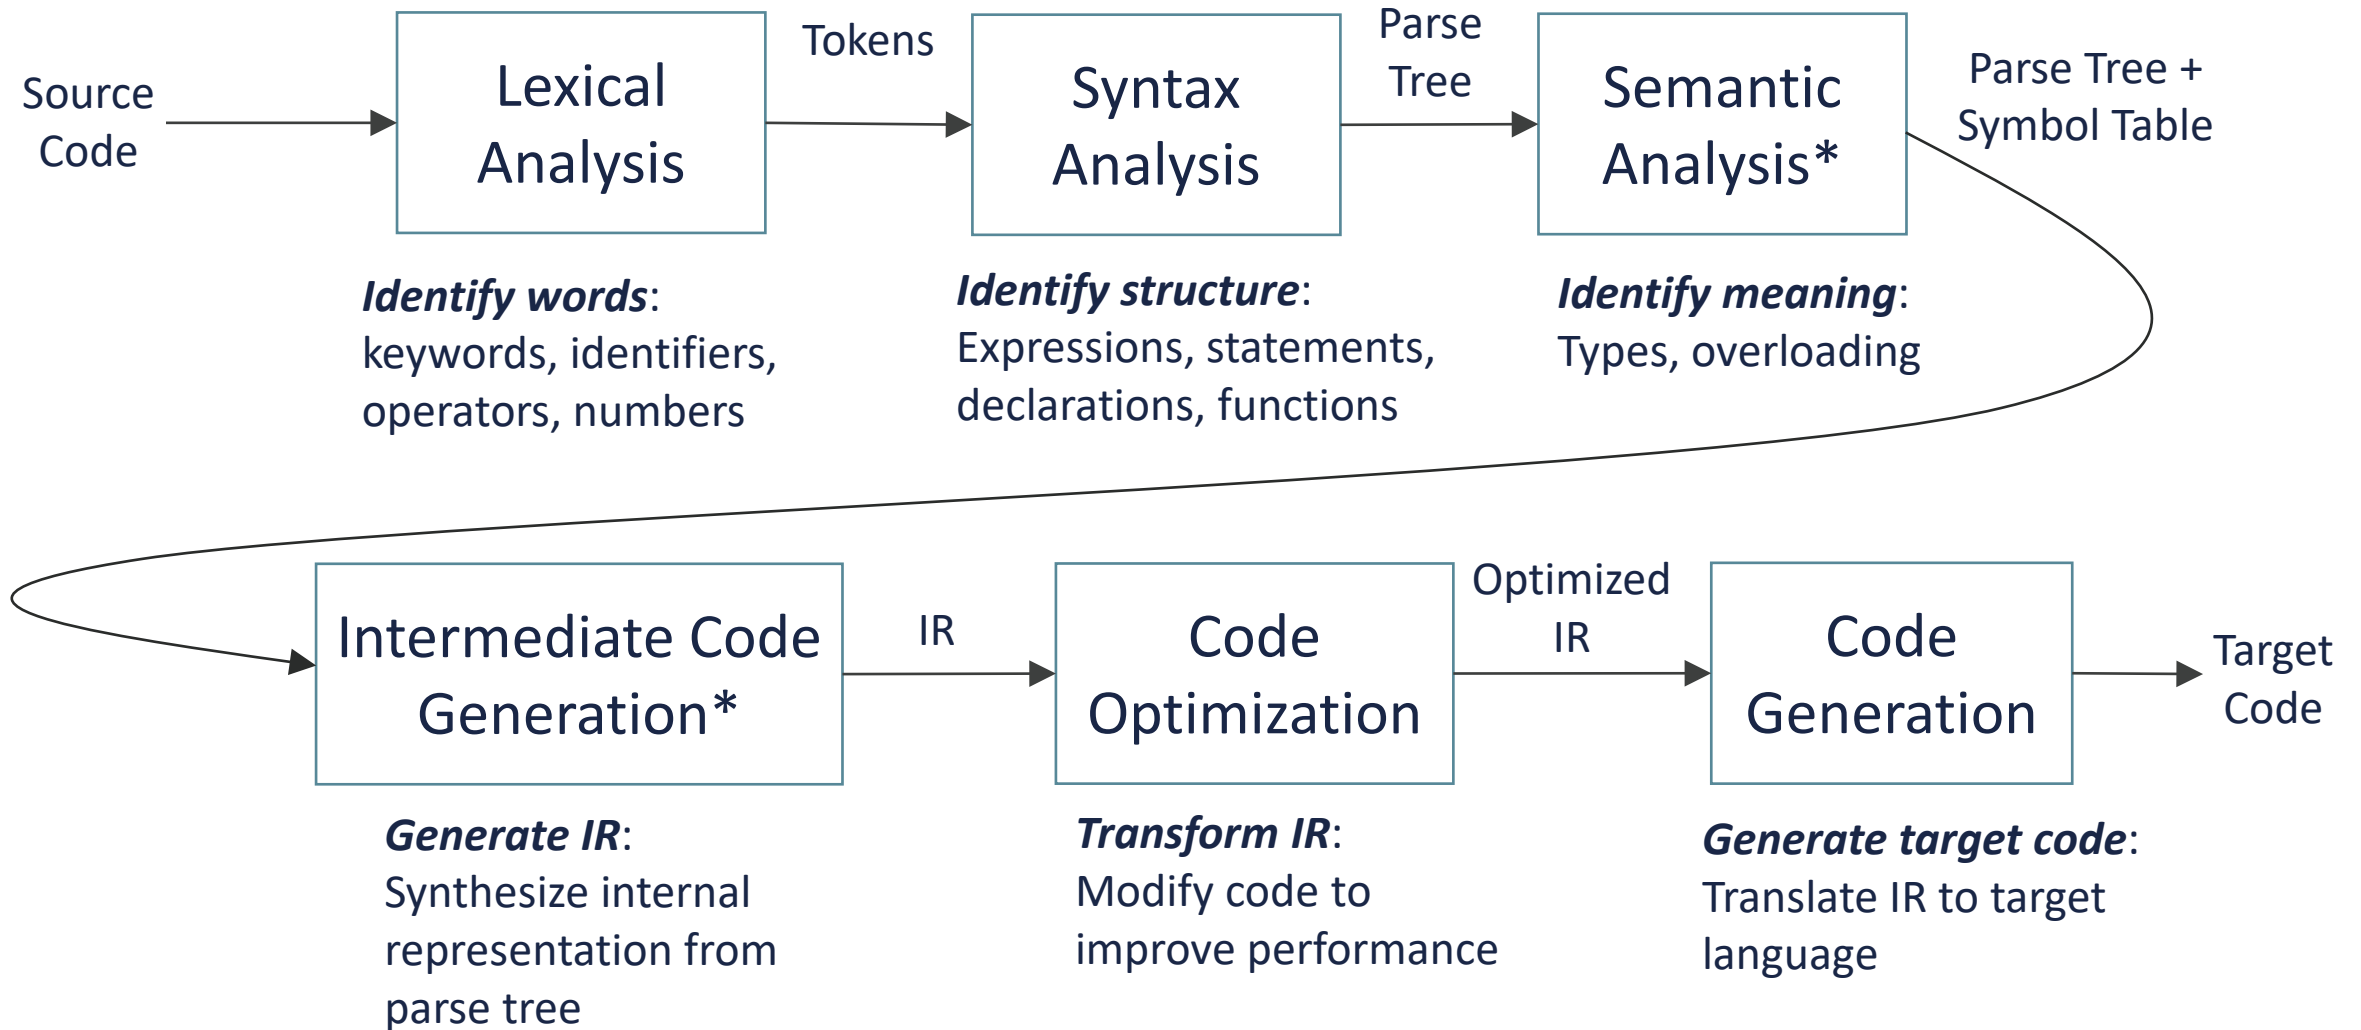 Source
Code
Lexical
Analysis
Tokens
Syntax
Analysis
Parse
Tree
Semantic
Analysis*
Parse Tree +
Symbol Table
Identify words:
keywords, identifiers,
operators, numbers
Identify structure:
Expressions, statements,
declarations, functions
Identify meaning:
Types, overloading
Intermediate Code
Generation*
IR
Code
Optimization
Optimized
IR
Code
Generation
Target
Code
Generate IR:
Synthesize internal
representation from
parse tree
Transform IR:
Modify code to
improve performance
Generate target code:
Translate IR to target
language